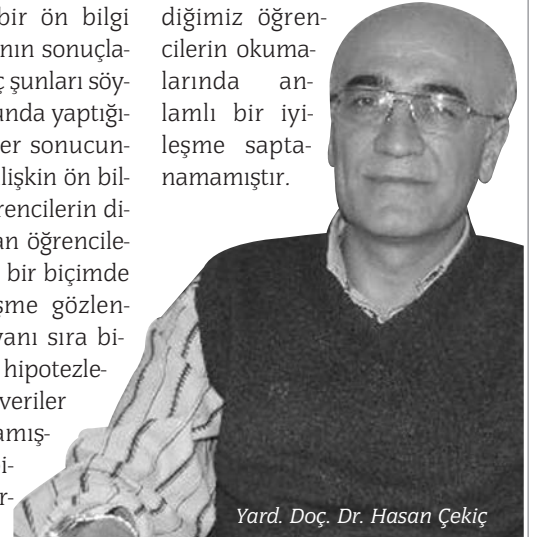 bir ön bilgi
nın sonuçla-
ç şunları söy-
unda yaptığı-
er sonucun-
lişkin ön bil-
rencilerin di-
an öğrencile-
bir biçimde
şme gözlen-
yanı sıra bi-
hipotezle-
veriler
amış-
i-
r-
diğimiz öğren-
cilerin okuma-
larında an-
lamlı bir iyi-
leşme sapta-
namamıştır.
Yard. Doç. Dr. Hasan Çekiç